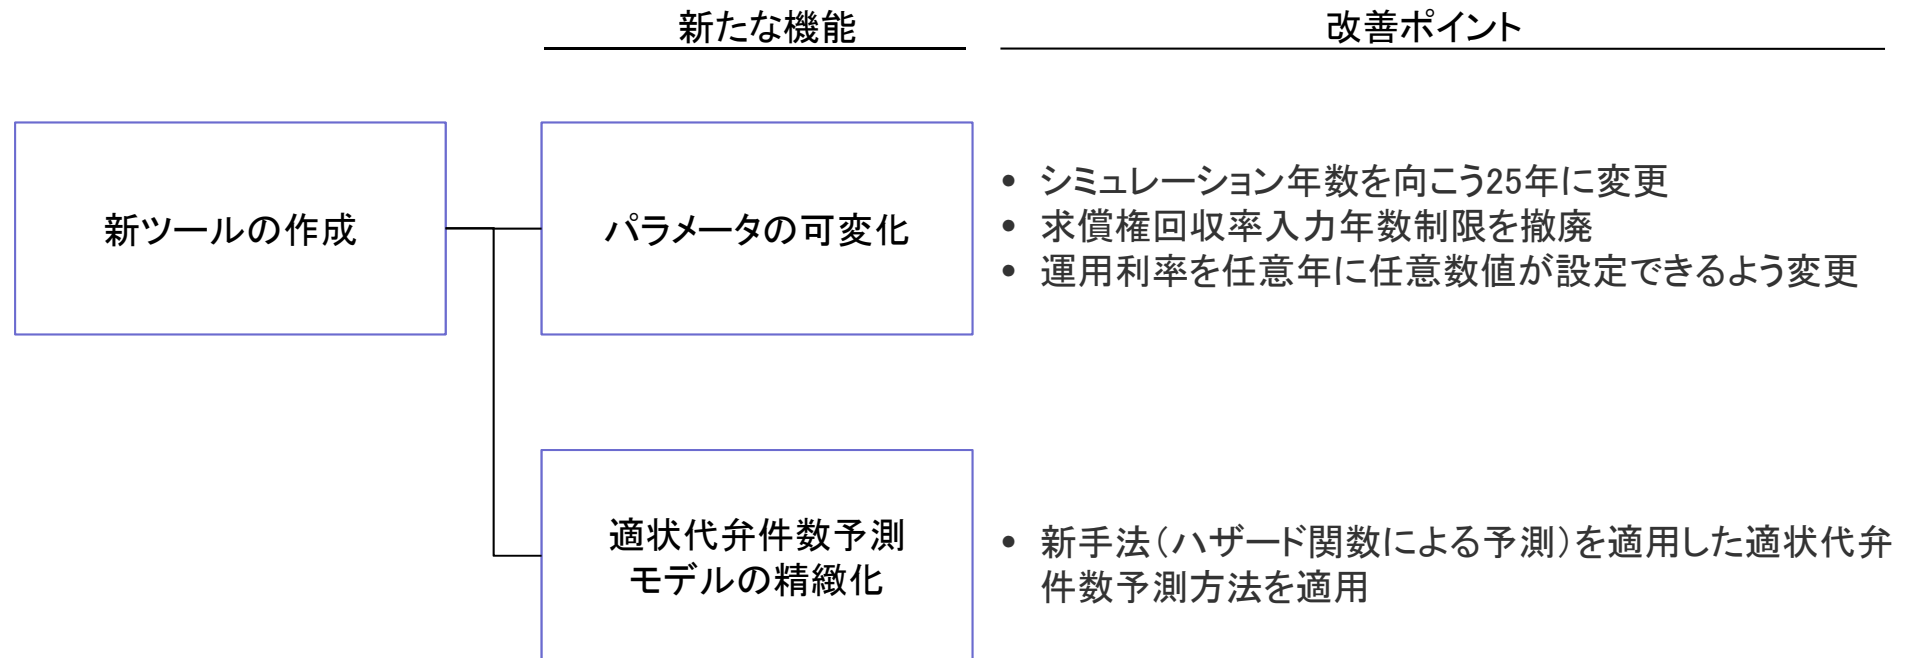 新たな機能
改善ポイント
新ツールの作成
パラメータの可変化
• シミュレーション年数を向こう25年に変更
• 求償権回収率入力年数制限を撤廃
• 運用利率を任意年に任意数値が設定できるよう変更
適状代弁件数予測
モデルの精緻化
• 新手法（ハザード関数による予測）を適用した適状代弁
件数予測方法を適用